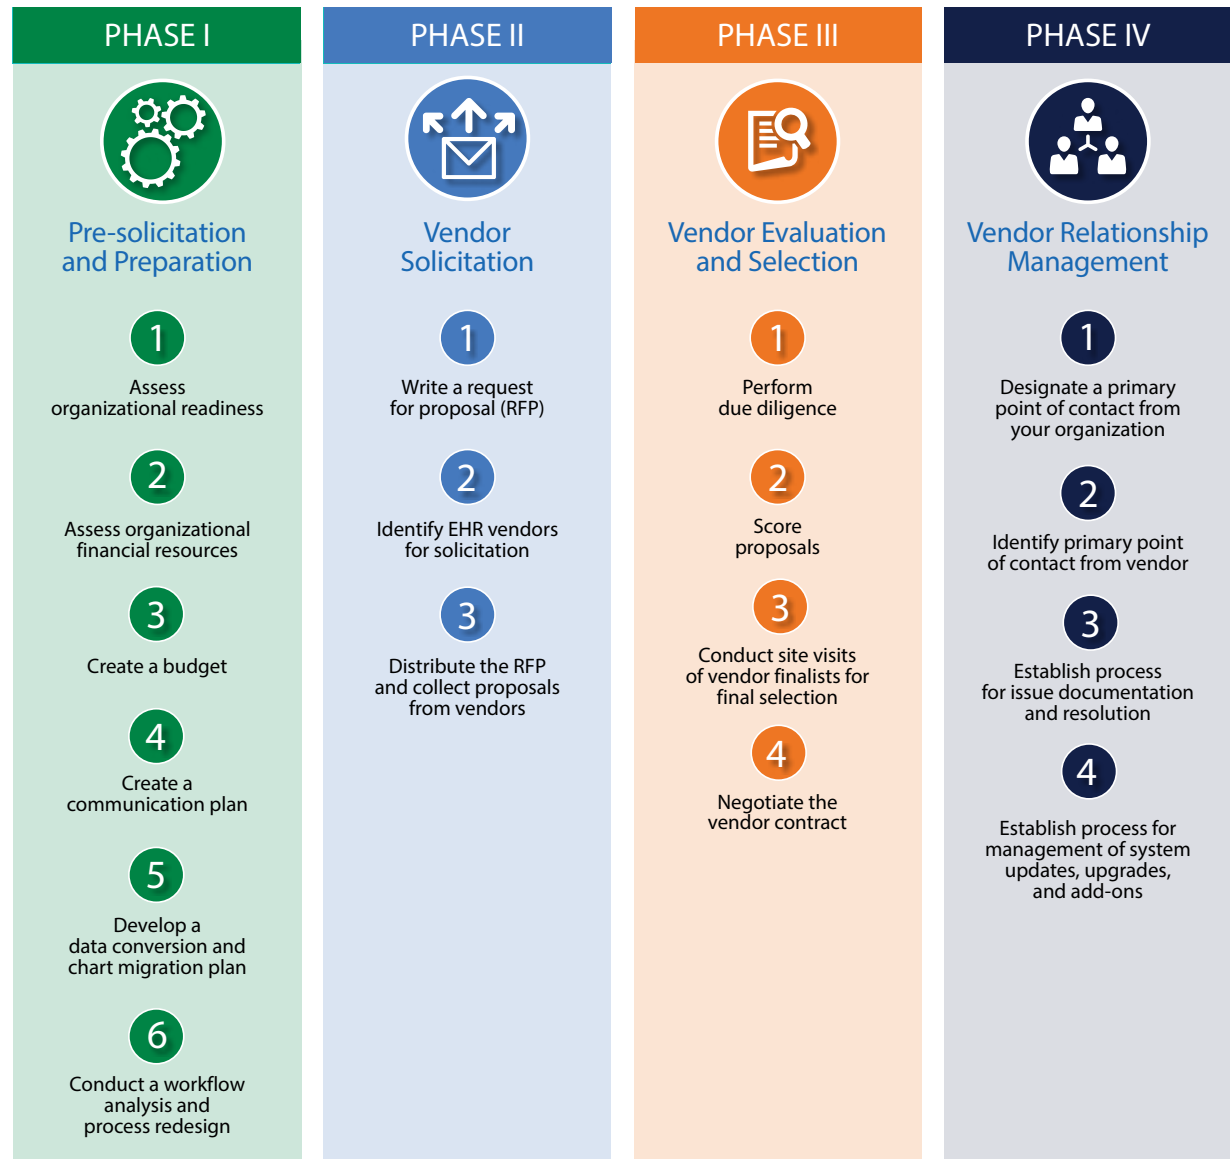 PHASE I
Pre-solicitation
and Preparation
1
Assess
organizational readiness
2
Assess organizational
financial resources
3
Create a budget
4
Create a
communication plan
5
Develop a
data conversion and
chart migration plan
6
Conduct a workflow
analysis and
process redesign
PHASE II
Vendor
Solicitation
1
Write a request
for proposal (RFP)
2
Identify EHR vendors
for solicitation
3
Distribute the RFP
and collect proposals
from vendors
PHASE III
Vendor Evaluation
and Selection
1
Perform
due diligence
2
Score
proposals
3
Conduct site visits
of vendor finalists for
final selection
4
Negotiate the
vendor contract
PHASE IV
Vendor Relationship
Management
1
Designate a primary
point of contact from
your organization
2
Identify primary point
of contact from vendor
3
Establish process
for issue documentation
and resolution
4
Establish process for
management of system
updates, upgrades,
and add-ons